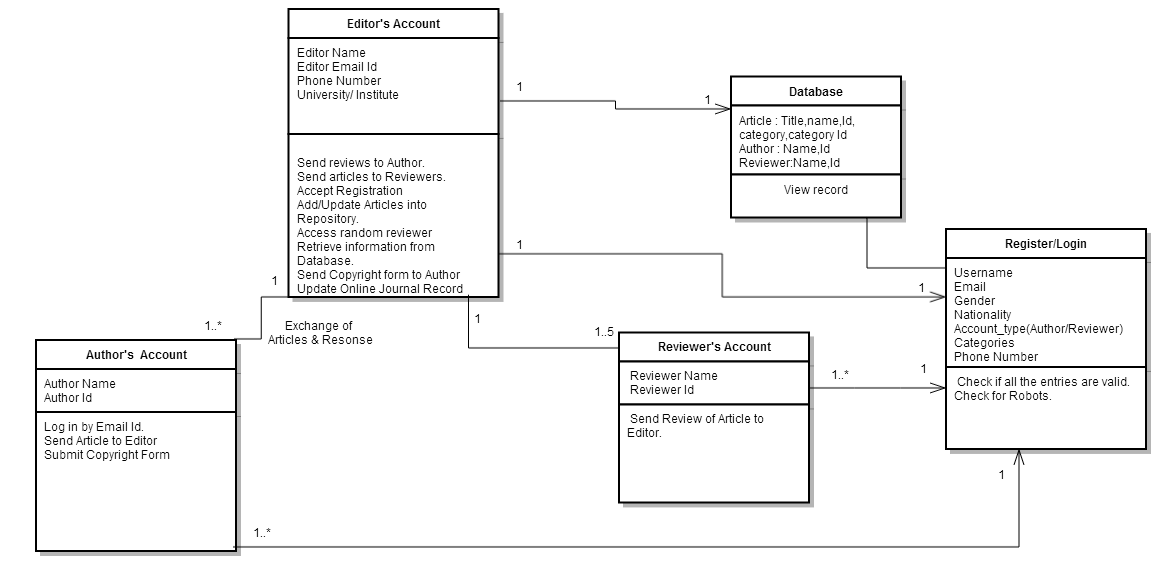 Editor's Account
Editor Name
Editor Email Id
Phone Number
University/ Institute
Send reviews to Author.
Send articles to Reviewers.
Accept Registration
Add/Update Articles into
Repository.
Access random reviewer
Retrieve information from
Database.
Send Copyright form to Author
Update Online Journal Record
1
1
Database
Article : Title,name,Id,
category,category Id
Author : Name,Id
Reviewer:Name,Id
View record
1
1
Register/Login
Username
Email
Gender
Nationality
Account_type(Author/Reviewer)
Categories
Phone Number
Check if all the entries are valid.
Check for Robots.
1
1..*
Exchange of
Articles & Resonse
1
1..5
Author's Account
Author Name
Author Id
Log in by Email Id.
Send Article to Editor
Submit Copyright Form
Reviewer's Account
Reviewer Name
Reviewer Id
Send Review of Article to
Editor.
1..*
1
1..*
1